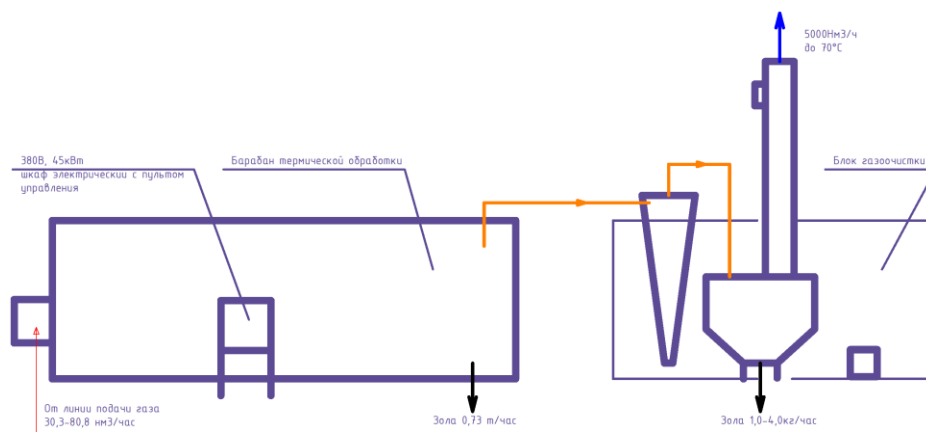 5000Нм3/ч
до 70°С
380В, 45кВт
шкаф электрический с пультом
управления
Барабан термической обработки
Блок газоочистки
От линии подачи газа
30,3-80,8 нм3/час
Зола 0,73 т/час
Зола 1,0-4,0кг/час